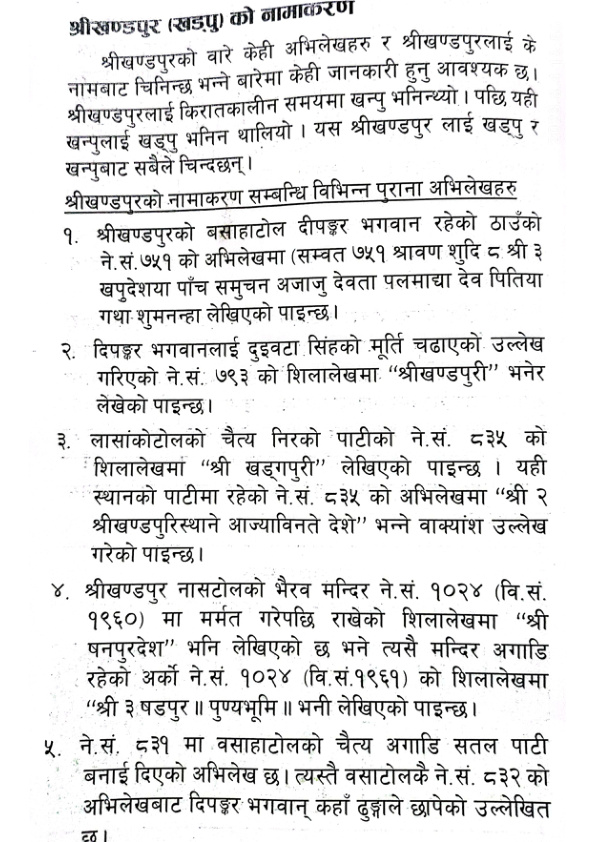 श्रीखण्डपुर (खड्पु) को नामाकरण
श्रीखण्डपुरको वारे केही अभिलेखहरु र श्रीखण्डपुरलाई के
नामबाट चिनिन्छ भन्ने बारेमा केही जानकारी हुनु आवश्यक छ।
श्रीखण्डपुरलाई किरातकालीन समयमा खन्पु भनिन्थ्यो। पछि यही
खन्पुलाई खड्पु भनिन थालियो । यस श्रीखण्डपुर लाई खड्पु र
खन्पुबाट सबैले चिन्दछन्।
श्रीखण्डपुरको नामाकरण सम्बन्धि विभिन्न पुराना अभिलेखहरु
१. श्रीखण्डपुरको बसाहाटोल दीपङ्कर भगवान रहेको ठाउँको
ने.सं.७५१ को अभिलेखमा (सम्वत ७५१ श्रावण शुदि ८ श्री ३
खपुदेशया पाँच समुचन अजाजु देवता पलमाद्या देव पितिया
गथा शुमनन्हा लेखिएको पाइन्छ।
२. दिपङ्कर भगवानलाई दुइवटा सिंहको मूर्ति चढाएको उल्लेख
गरिएको ने.सं. ७९३ को शिलालेखमा “श्रीखण्डपुरी” भनेर
लेखेको पाइन्छ।
३. लासांकोटोलको चैत्य निरको पाटीको ने.सं. ८३५ को
शिलालेखमा “श्री खड्गपुरी” लेखिएको पाइन्छ । यही
स्थानको पाटीमा रहेको ने.सं. ८३५ को अभिलेखमा “श्री २
श्रीखण्डपुरिस्थाने आज्याविनते देशे” भन्ने वाक्यांश उल्लेख
गरेको पाइन्छ।
४. श्रीखण्डपुर नासटोलको भैरव मन्दिर ने.सं. १०२४ (वि.सं.
१९६०) मा मर्मत गरेपछि राखेको शिलालेखमा “श्री
षनपुरदेश” भनि लेखिएको छ भने त्यसै मन्दिर अगाडि
रहेको अर्को ने.सं. १०२४ (वि.सं.१९६१) को शिलालेखमा
“श्री ३ षडपुर॥ पुण्यभूमि॥ भनी लेखिएको पाइन्छ।
५. ने.सं. ८३१ मा वसाहाटोलको चैत्य अगाडि सतल पाटी
बनाई दिएको अभिलेख छ। त्यस्तै वसाटोलकै ने.सं. ८३२ को
अभिलेखबाट दिपङ्कर भगवान् कहाँ ढुङ्गाले छापेको उल्लेखित
छ।